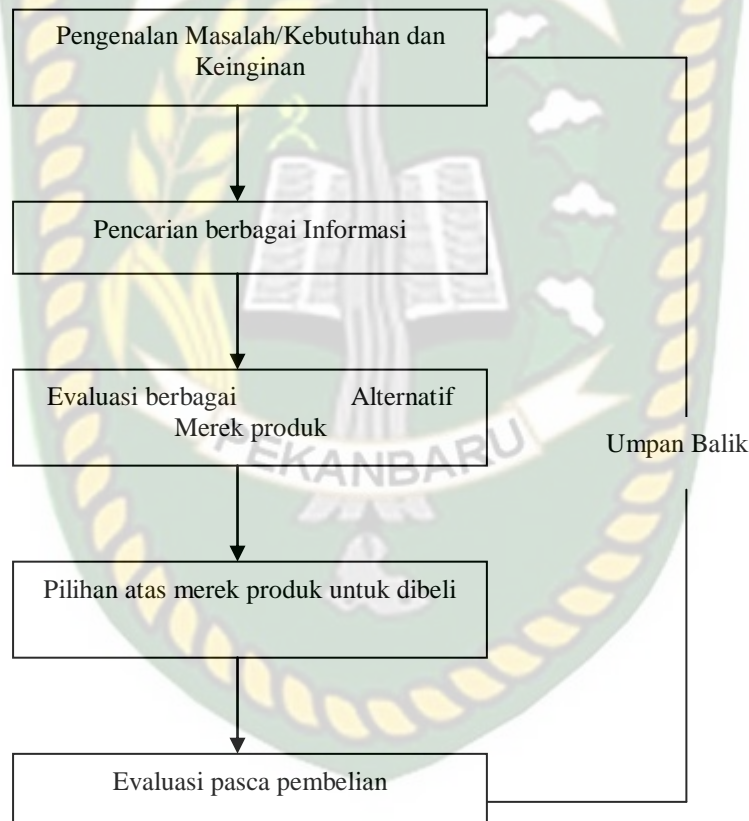 Pengenalan Masalah/Kebutuhan dan
Keinginan
Pencarian berbagai Informasi
Evaluasi berbagai Alternatif
Merek produk
PEKANBARU
Umpan Balik
Pilihan atas merek produk untuk dibeli
Evaluasi pasca pembelian